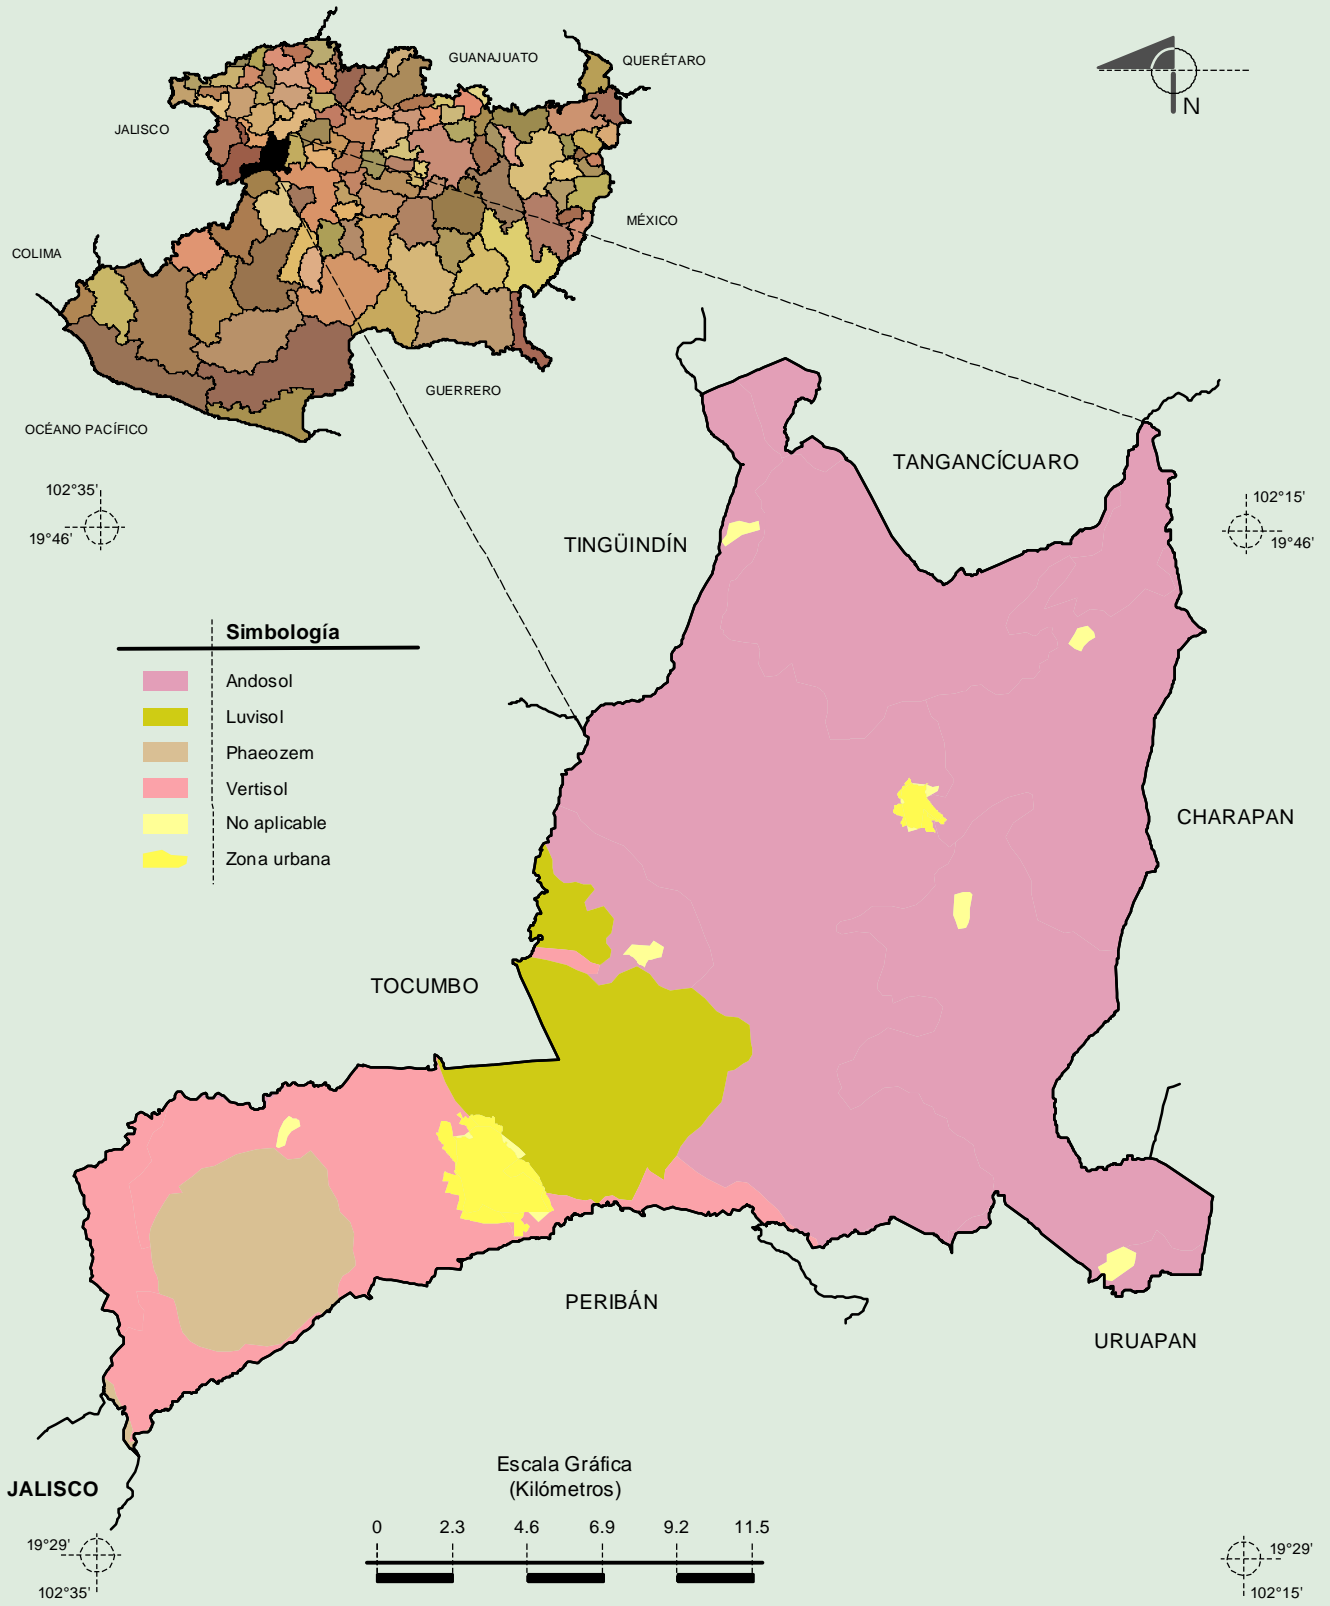 GUANAJUATO
QUERÉTARO
JALISCO
N
MÉXICO
COLIMA
GUERRERO
OCÉANO PACÍFICO
102°35'
19°46'
102°15'
19°46'
TANGANCÍCUARO
TINGÜINDÍN
Simbología
Andosol
Luvisol
Phaeozem
Vertisol
No aplicable
Zona urbana
CHARAPAN
TOCUMBO
PERIBÁN
URUAPAN
JALISCO
Escala Gráfica
(Kilómetros)
0 2.3 4.6 6.9 9.2 11.5
19°29'
102°35'
19°29'
102°15'